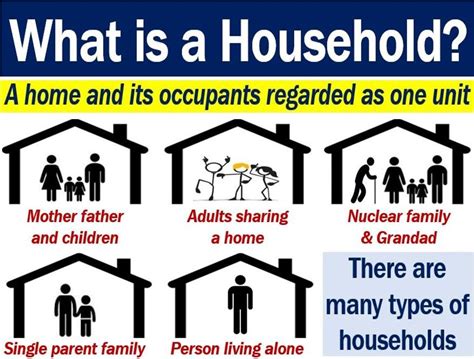 What is a Household?
A home and its occupants regarded as one unit
Mother father
and children
Adults sharing
a home
Nuclear family
& Grandad
Single parent family
Person living alone
There are
many types of
households